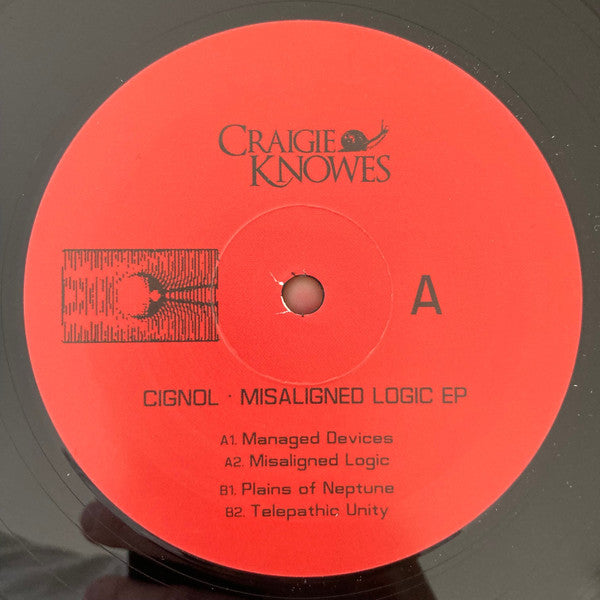 CRAIGIE
KNOWES
A
CIGNOL · MISALIGNED LOGIC EP
A1. Managed Devices
A2. Misaligned Logic
B1. Plains of Neptune
B2. Telepathic Unity